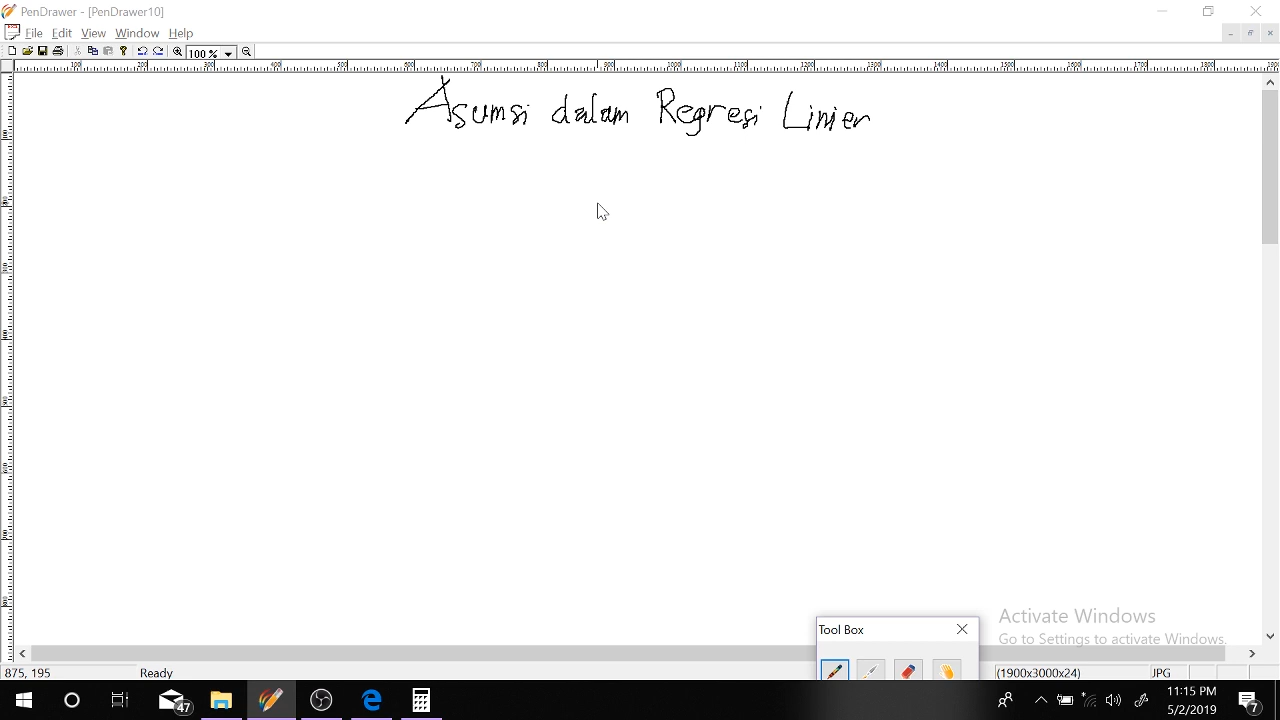 PenDrawer - [PenDrawer10]
File Edit View Window Help
100 %
Asumsi dalam Regresi Linier
Activate Windows
Go to Settings to activate Windows.
Tool Box
875, 195
Ready
(1900x3000x24)
JPG
47
11:15 PM
5/2/2019
7